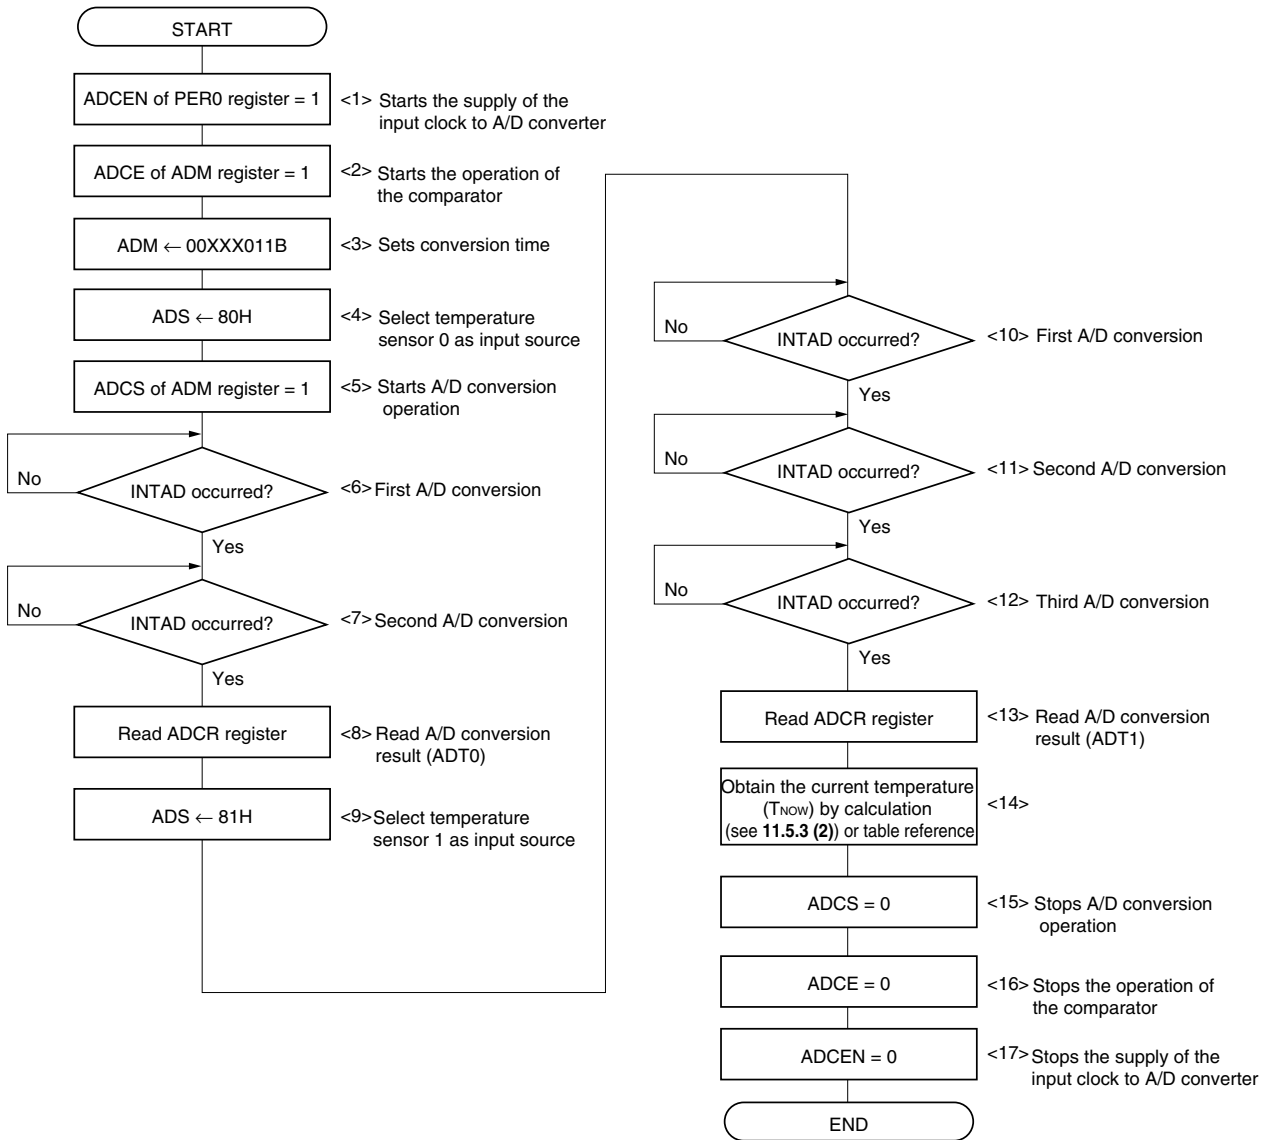 START
ADCEN of PER0 register = 1
<1> Starts the supply of the
input clock to A/D converter
ADCE of ADM register = 1
<2> Starts the operation of
the comparator
ADM ← 00XXX011B
<3> Sets conversion time
ADS ← 80H
<4> Select temperature
sensor 0 as input source
ADCS of ADM register = 1
<5> Starts A/D conversion
operation
No
INTAD occurred?
<6> First A/D conversion
Yes
No
INTAD occurred?
<7> Second A/D conversion
Yes
Read ADCR register
<8> Read A/D conversion
result (ADT0)
ADS ← 81H
<9> Select temperature
sensor 1 as input source
No
INTAD occurred?
<10> First A/D conversion
Yes
No
INTAD occurred?
<11> Second A/D conversion
Yes
No
INTAD occurred?
<12> Third A/D conversion
Yes
Read ADCR register
<13> Read A/D conversion
result (ADT1)
Obtain the current temperature
(TNOW) by calculation
(see 11.5.3 (2)) or table reference
<14>
ADCS = 0
<15> Stops A/D conversion
operation
ADCE = 0
<16> Stops the operation of
the comparator
ADCEN = 0
<17> Stops the supply of the
input clock to A/D converter
END